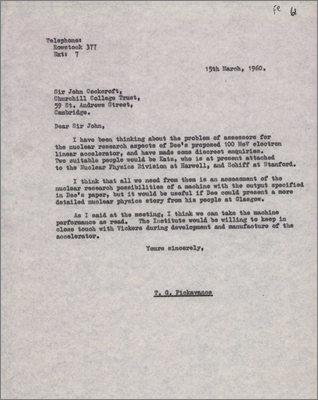 Telephone:
Rowstock 377
Ext: 7
15th March, 1960.
Sir John Cockcroft,
Churchill College Trust,
59 St. Andrews Street,
Cambridge.
Dear Sir John,
I have been thinking about the problem of assessors for
the nuclear research aspects of Dee's proposed 100 MeV electron
linear accelerator, and have made some discreet enquiries.
Two suitable people would be Katz, who is at present attached
to the Nuclear Physics Division at Harwell, and Schiff at Stanford.
I think that all we need from them is an assessment of the
nuclear research possibilities of a machine with the output specified
in Dee's paper, but it would be useful if Dee could present a more
detailed nuclear physics story from his people at Glasgow.
As I said at the meeting, I think we can take the machine
performance as read. The Institute would be willing to keep in
close touch with Vickers during development and manufacture of the
accelerator.
Yours sincerely,
T. G. Pickavance